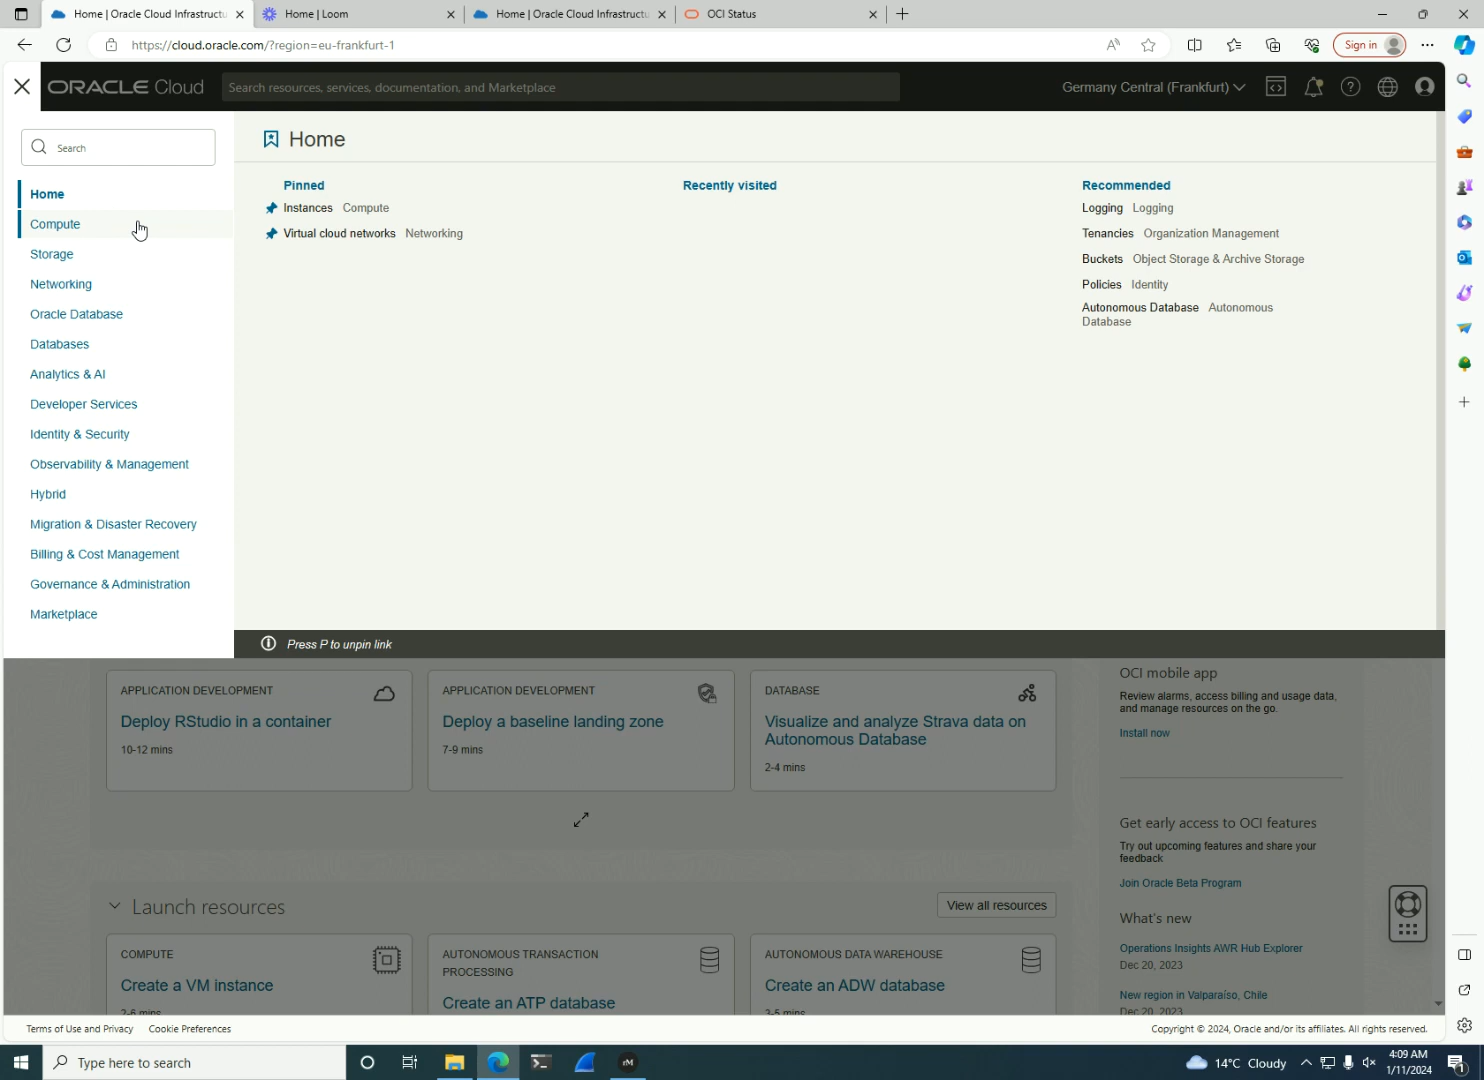 Home | Oracle Cloud Infrastructu
Home | Loom
Home | Oracle Cloud Infrastructu
OCI Status
https://cloud.oracle.com/?region=eu-frankfurt-1
Sign in
ORACLE Cloud
Search resources, services, documentation, and Marketplace
Germany Central (Frankfurt)
Search
Home
Compute
Storage
Networking
Oracle Database
Databases
Analytics & AI
Developer Services
Identity & Security
Observability & Management
Hybrid
Migration & Disaster Recovery
Billing & Cost Management
Governance & Administration
Marketplace
Home
Pinned
Instances Compute
Virtual cloud networks Networking
Recently visited
Recommended
Logging Logging
Tenancies Organization Management
Buckets Object Storage & Archive Storage
Policies Identity
Autonomous Database Autonomous
Database
Press P to unpin link
APPLICATION DEVELOPMENT
Deploy RStudio in a container
10-12 mins
APPLICATION DEVELOPMENT
Deploy a baseline landing zone
7-9 mins
DATABASE
Visualize and analyze Strava data on
Autonomous Database
2-4 mins
OCI mobile app
Review alarms, access billing and usage data,
and manage resources on the go.
Install now
Get early access to OCI features
Try out upcoming features and share your
feedback
Join Oracle Beta Program
What's new
Operations Insights AWR Hub Explorer
Dec 20, 2023
New region in Valparaíso, Chile
Dec 20, 2023
Launch resources
View all resources
COMPUTE
Create a VM instance
2-6 mins
AUTONOMOUS TRANSACTION
PROCESSING
Create an ATP database
AUTONOMOUS DATA WAREHOUSE
Create an ADW database
3-5 mins
Terms of Use and Privacy
Cookie Preferences
Copyright © 2024, Oracle and/or its affiliates. All rights reserved.
Type here to search
rM
14°C Cloudy
4:09 AM
1/11/2024
1